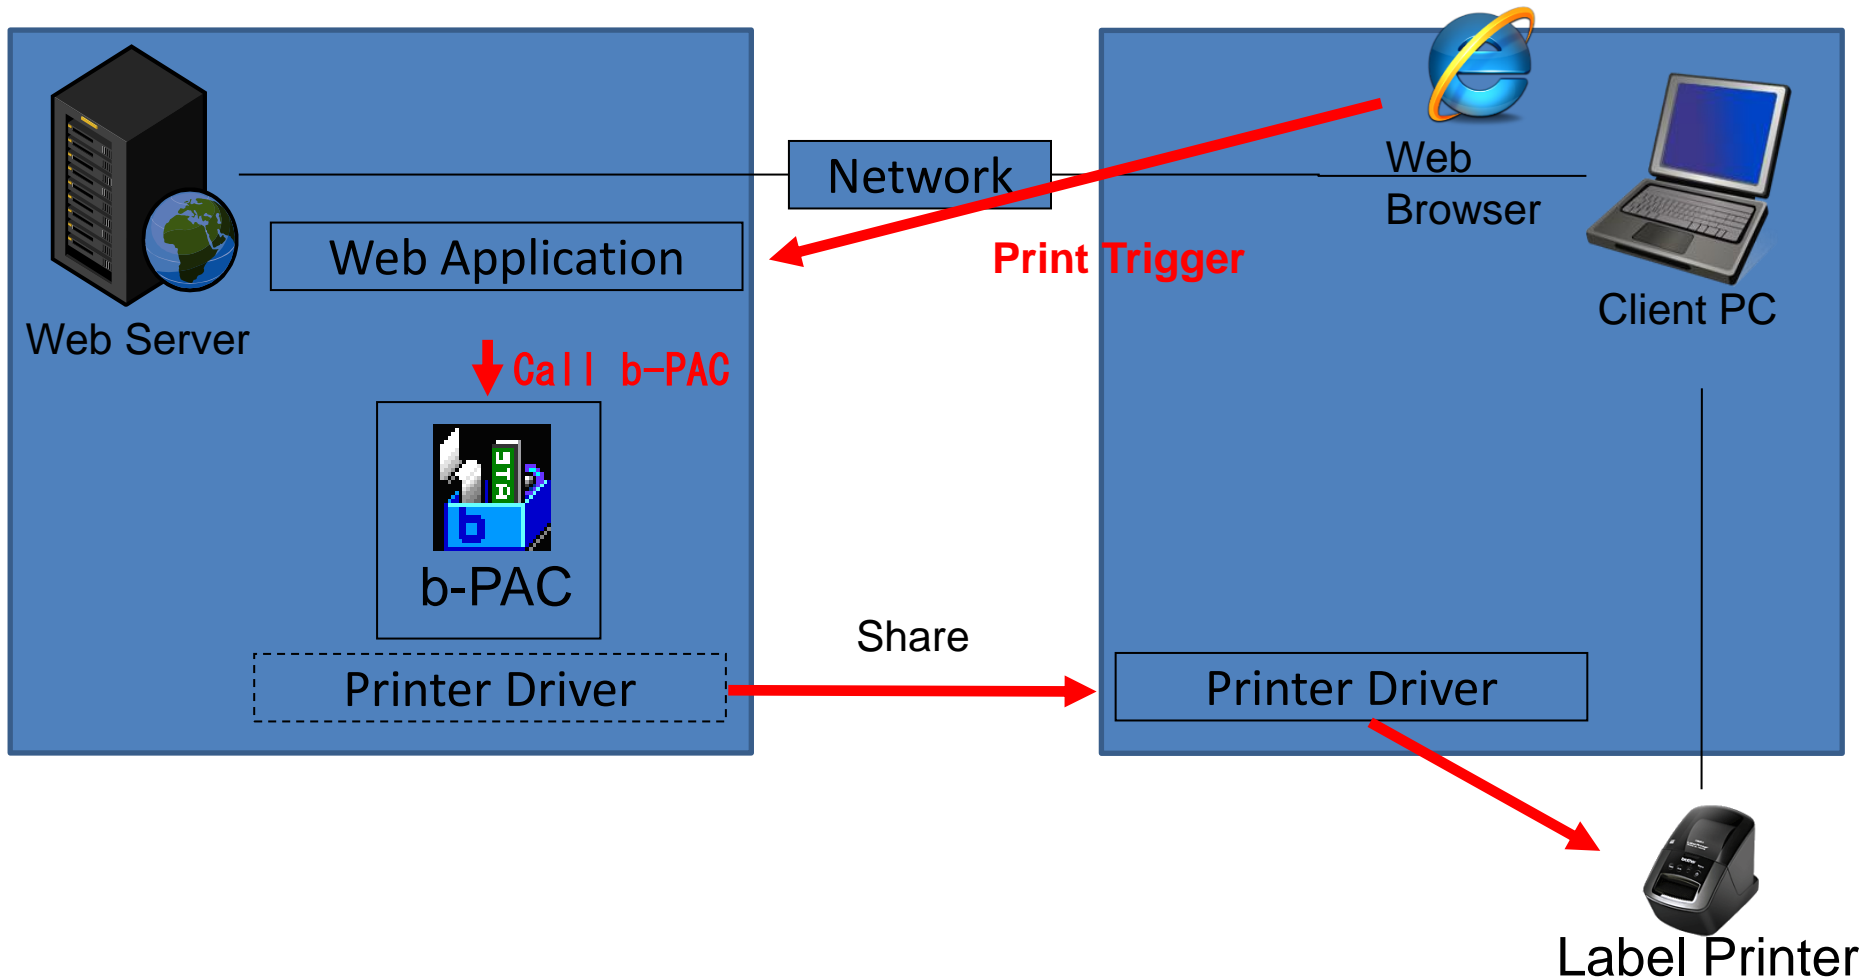 Network
Web
Browser
Web Application
Print Trigger
Client PC
Web Server
Call b-PAC
b
b-PAC
Share
Printer Driver
Printer Driver
Label Printer